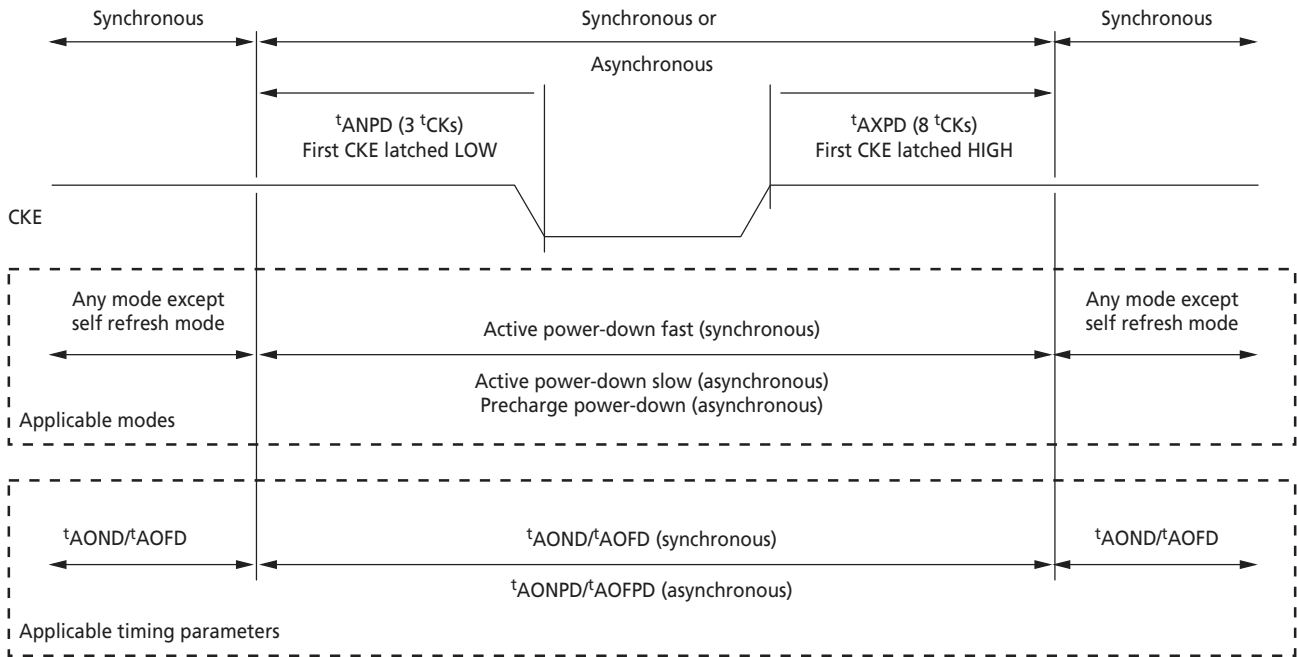 Synchronous
Synchronous or
Synchronous
Asynchronous
tANPD (3 tCKs)
First CKE latched LOW
tAXPD (8 tCKs)
First CKE latched HIGH
CKE
Any mode except
self refresh mode
Active power-down fast (synchronous)
Any mode except
self refresh mode
Active power-down slow (asynchronous)
Precharge power-down (asynchronous)
Applicable modes
tAOND/tAOFD
tAOND/tAOFD (synchronous)
tAOND/tAOFD
tAONPD/tAOFPD (asynchronous)
Applicable timing parameters